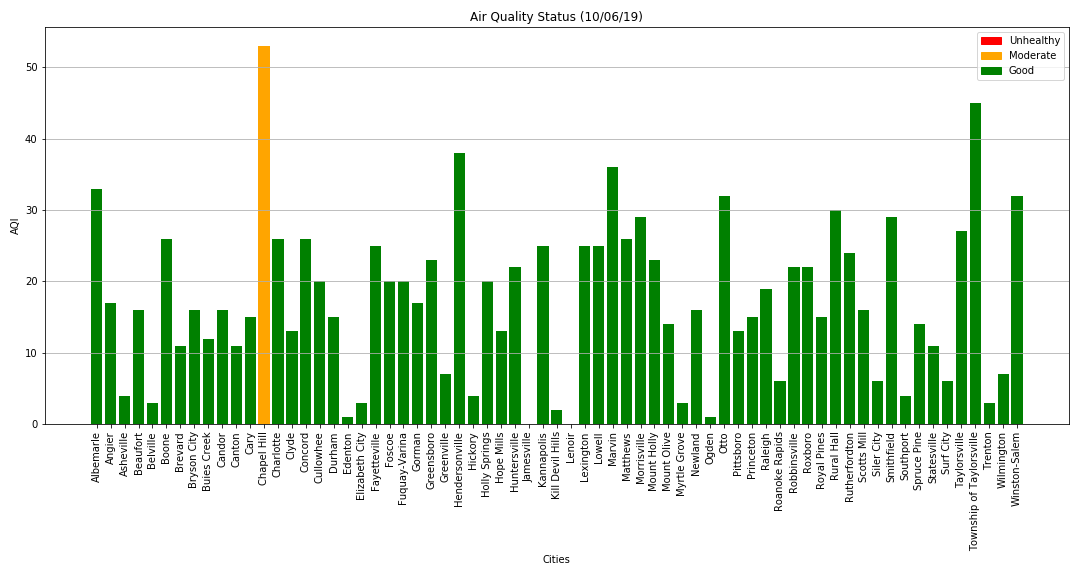 Air Quality Status (10/06/19)
Unhealthy
Moderate
Good
AQI
50
40
30
20
10
0
Albemarle
Angier
Asheville
Beaufort
Belville
Boone
Brevard
Bryson City
Buies Creek
Candor
Canton
Cary
Chapel Hill
Charlotte
Clyde
Concord
Cullowhee
Durham
Edenton
Elizabeth City
Fayetteville
Foscoe
Fuquay-Varina
Gorman
Greensboro
Greenville
Hendersonville
Hickory
Holly Springs
Hope Mills
Huntersville
Jamesville
Kannapolis
Kill Devil Hills
Lenoir
Lexington
Lowell
Marvin
Matthews
Morrisville
Mount Holly
Mount Olive
Myrtle Grove
Newland
Ogden
Otto
Pittsboro
Princeton
Raleigh
Roanoke Rapids
Robbinsville
Roxboro
Royal Pines
Rural Hall
Rutherfordton
Scotts Mill
Siler City
Smithfield
Southport
Spruce Pine
Statesville
Surf City
Taylorsville
Township of Taylorsville
Trenton
Wilmington
Winston-Salem
Cities